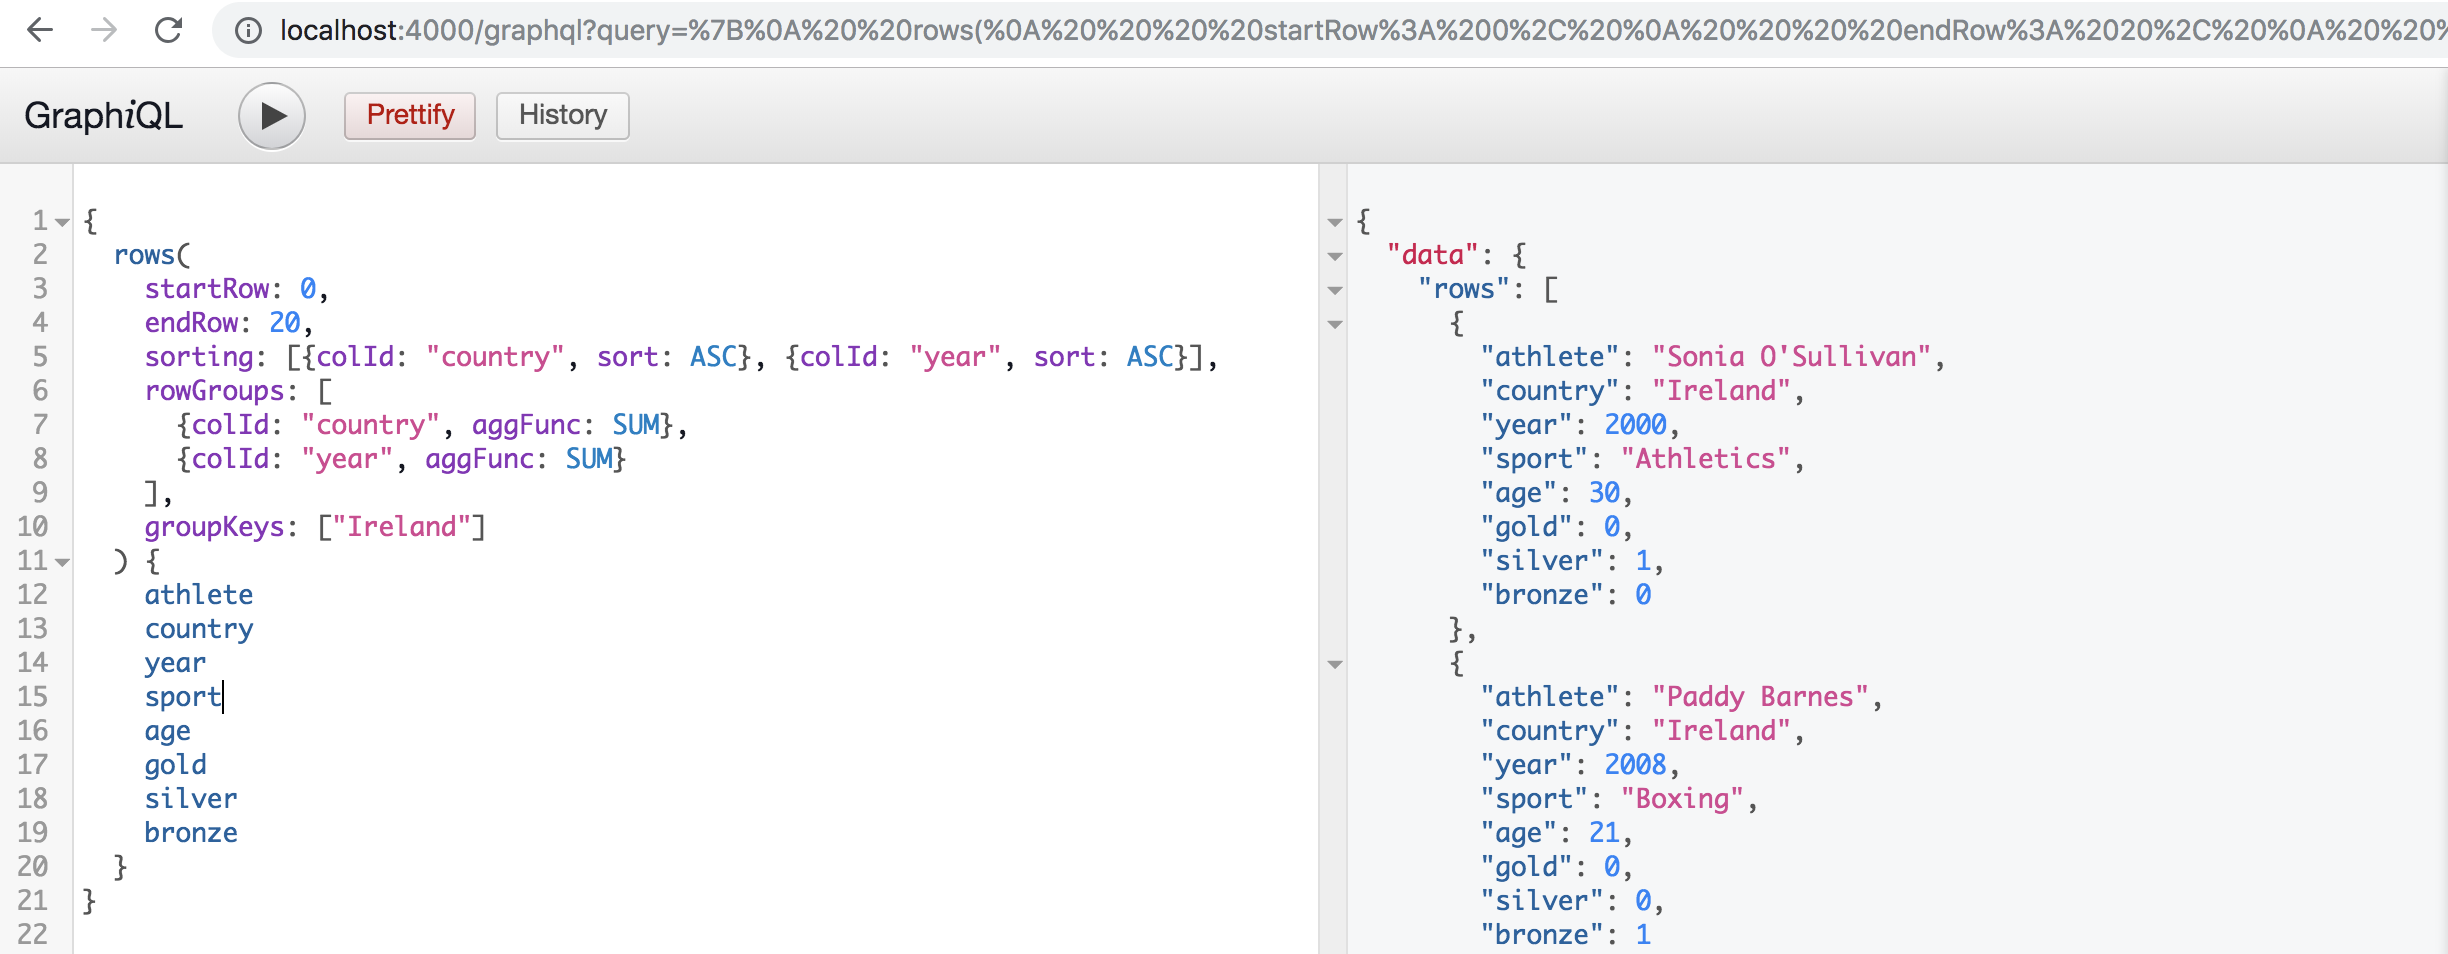 localhost:4000/graphql?query=%7B%0A%20%20rows(%0A%20%20%20%20startRow%3A%200%2C%20%0A%20%20%20%20endRow%3A%2020%2C%20%0A%20%20%
GraphiQL
Prettify
History
1 {
2 rows(
3 startRow: 0,
4 endRow: 20,
5 sorting: [{colId: "country", sort: ASC}, {colId: "year", sort: ASC}],
6 rowGroups: [
7 {colId: "country", aggFunc: SUM},
8 {colId: "year", aggFunc: SUM}
9 ],
10 groupKeys: ["Ireland"]
11 ) {
12 athlete
13 country
14 year
15 sport
16 age
17 gold
18 silver
19 bronze
20 }
21 }
22
{
"data": {
"rows": [
{
"athlete": "Sonia O'Sullivan",
"country": "Ireland",
"year": 2000,
"sport": "Athletics",
"age": 30,
"gold": 0,
"silver": 1,
"bronze": 0
},
{
"athlete": "Paddy Barnes",
"country": "Ireland",
"year": 2008,
"sport": "Boxing",
"age": 21,
"gold": 0,
"silver": 0,
"bronze": 1